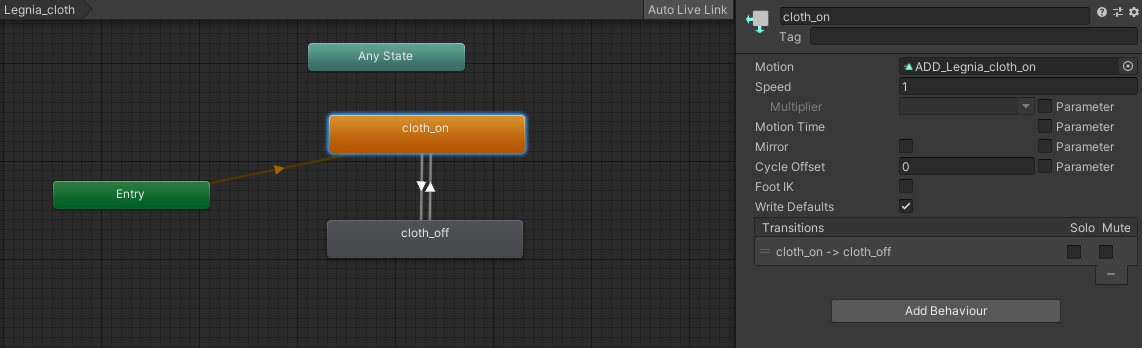 Legnia_cloth
Auto Live Link
Any State
cloth_on
Entry
cloth_off
cloth_on
Tag
Motion ADD_Legnia_cloth_on
Speed 1
Multiplier Parameter
Motion Time Parameter
Mirror Parameter
Cycle Offset 0 Parameter
Foot IK
Write Defaults
Transitions Solo Mute
cloth_on -> cloth_off
Add Behaviour